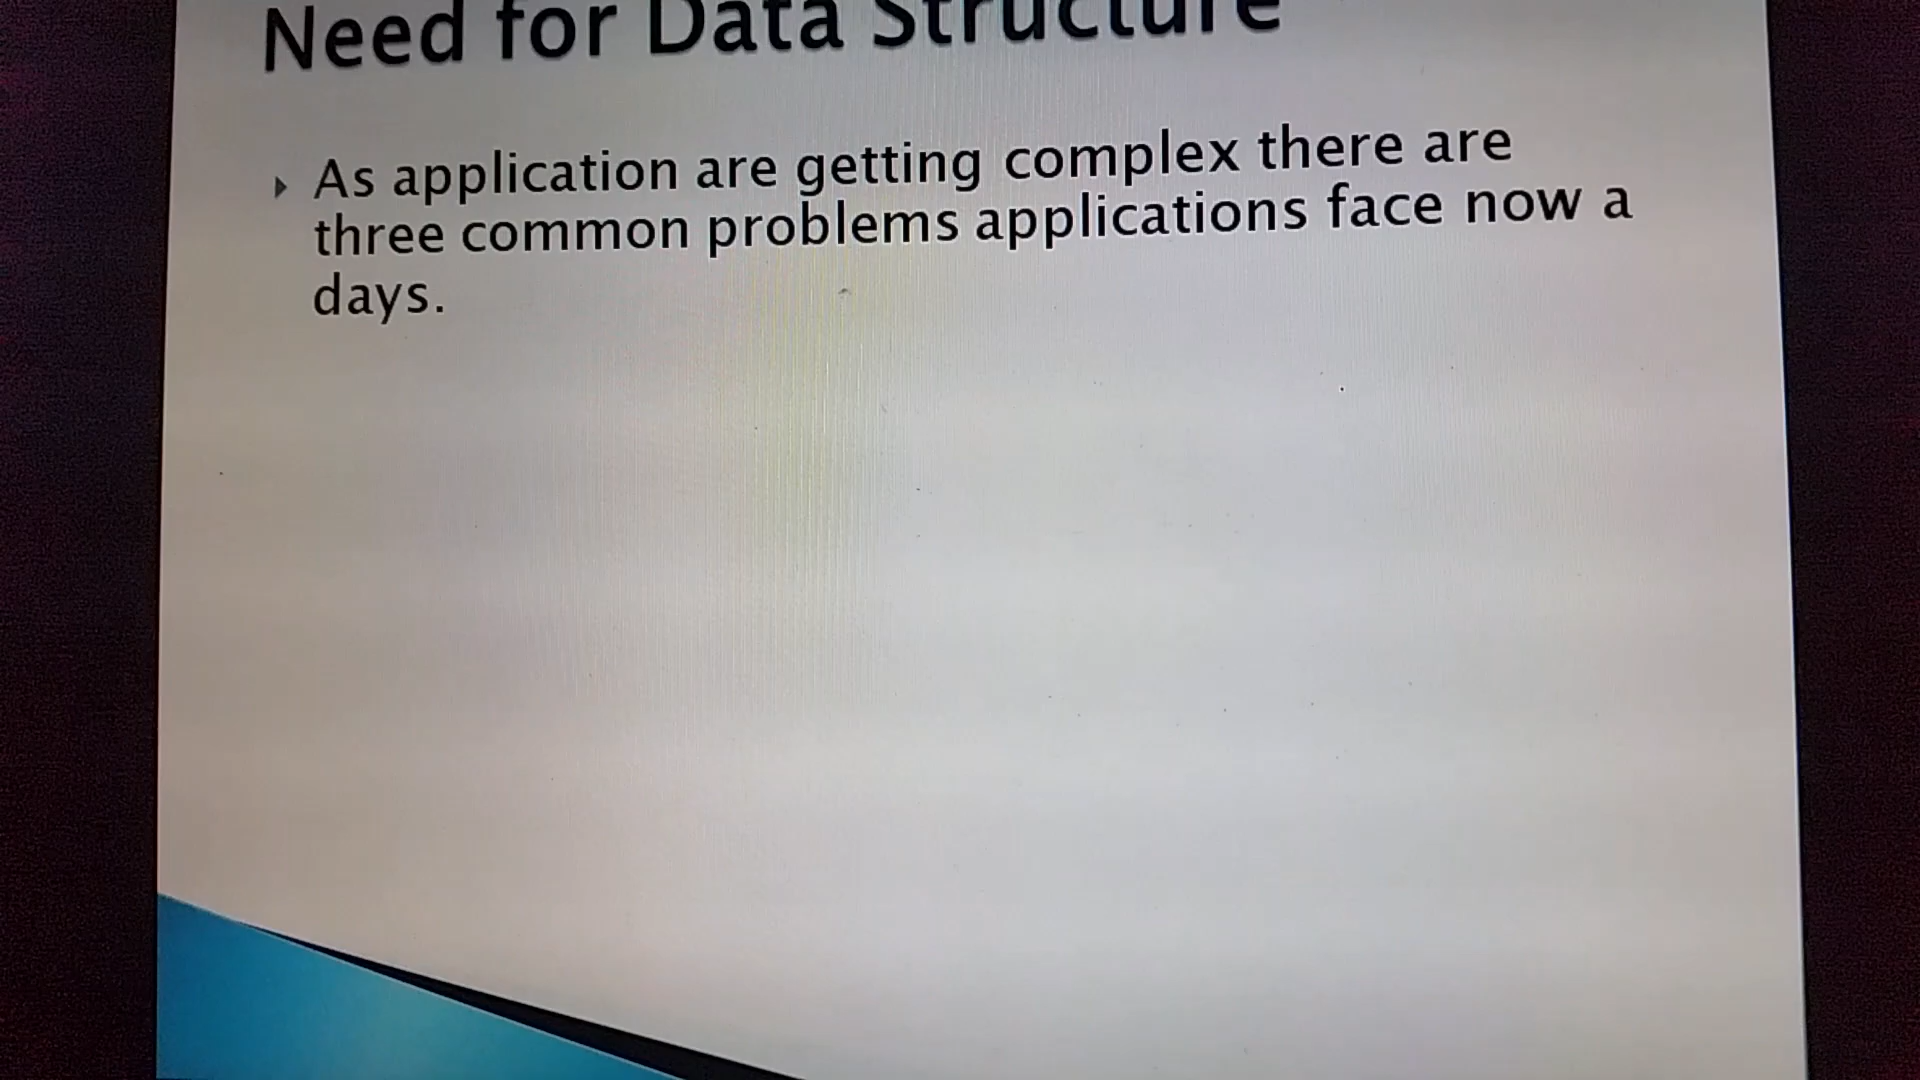 Need for Data Structure
As application are getting complex there are
three common problems applications face now a
days.